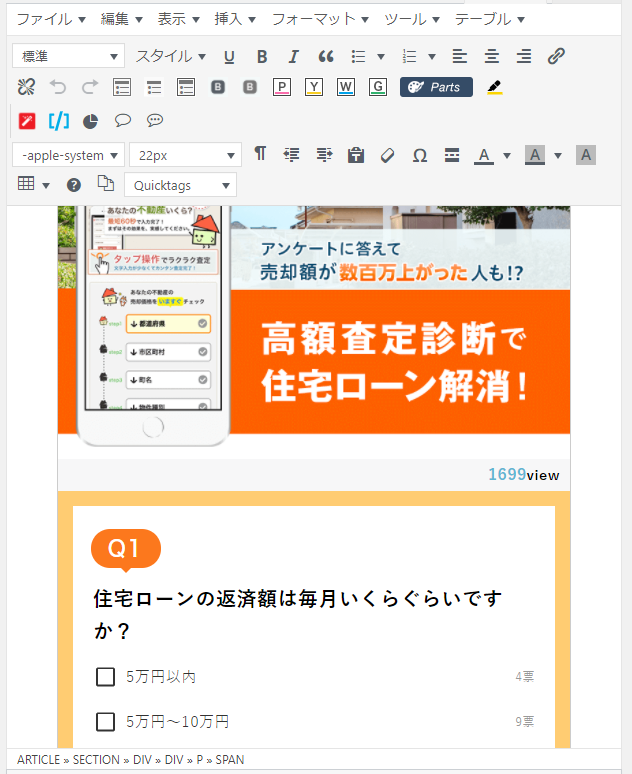 ファイル 編集 表示 挿入 フォーマット ツール テーブル
標準 スタイル U B I
B B P Y W G Parts
-apple-system 22px ¶ Ω A A A
Quicktags
あなたの不動産いくら?
最短60秒で入力完了!
まずはその効果を、実感してください。
タップ操作でラクラク査定
文字入力が少なくてカンタン査定完了!
あなたの不動産の
売却価格をいますぐチェック
step1 都道府県
step2 市区町村
step3 町名
物件種別
アンケートに答えて
売却額が数百万上がった人も!?
高額査定診断で
住宅ローン解消!
1699view
Q1
住宅ローンの返済額は毎月いくらぐらいです
か?
5万円以内 4票
5万円〜10万円 9票
ARTICLE » SECTION » DIV » DIV » P » SPAN